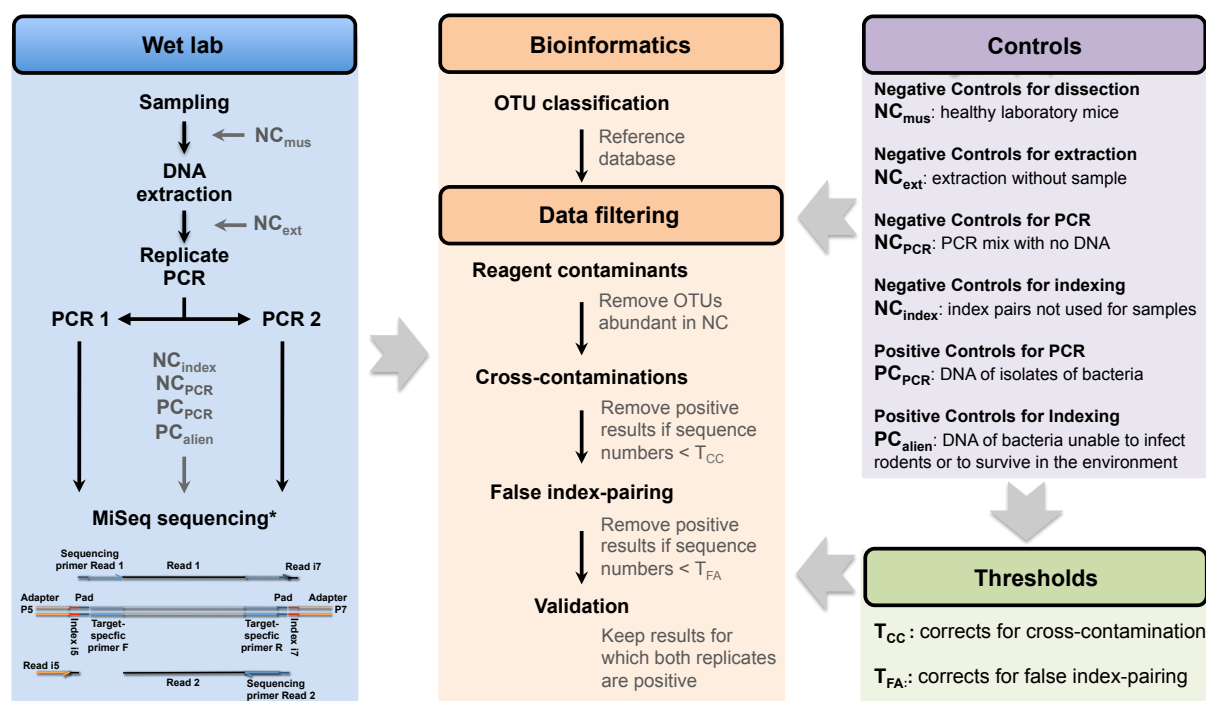 Wet lab
Sampling
NCmus
DNA
extraction
NCext
Replicate
PCR
PCR 1
PCR 2
NCindex
NCPCR
PCPCR
PCalien
MiSeq sequencing*
Sequencing
primer Read 1
Read 1
Read i7
Adapter
P5
Pad
Pad
Adapter
P7
Index i5
Target-
specfic
primer F
Target-
specfic
primer R
Index i7
Read i5
Read 2
Sequencing
primer Read 2
Bioinformatics
OTU classification
Reference
database
Data filtering
Reagent contaminants
Remove OTUs
abundant in NC
Cross-contaminations
Remove positive
results if sequence
numbers < TCC
False index-pairing
Remove positive
results if sequence
numbers < TFA
Validation
Keep results for
which both replicates
are positive
Controls
Negative Controls for dissection
NCmus: healthy laboratory mice
Negative Controls for extraction
NCext: extraction without sample
Negative Controls for PCR
NCPCR: PCR mix with no DNA
Negative Controls for indexing
NCindex: index pairs not used for samples
Positive Controls for PCR
PCPCR: DNA of isolates of bacteria
Positive Controls for Indexing
PCalien: DNA of bacteria unable to infect
rodents or to survive in the environment
Thresholds
TCC : corrects for cross-contamination
TFA: : corrects for false index-pairing